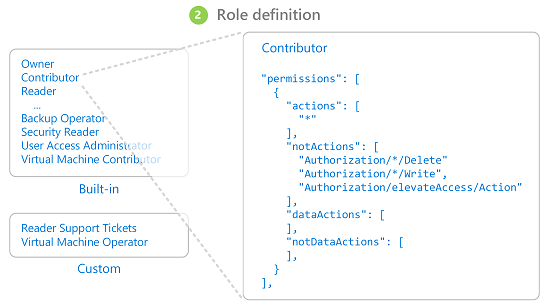 2 Role definition
Owner
Contributor
Reader
...
Backup Operator
Security Reader
User Access Administrator
Virtual Machine Contributor
Built-in
Reader Support Tickets
Virtual Machine Operator
Custom
Contributor
"permissions": [
{
"actions": [
"*"
],
"notActions": [
"Authorization/*/Delete"
"Authorization/*/Write",
"Authorization/elevateAccess/Action"
],
"dataActions": [
],
"notDataActions": [
],
}
],